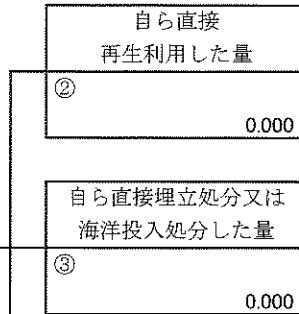 自ら直接
再生利用した量
②
0.000
自ら直接埋立処分又は
海洋投入処分した量
③
0.000